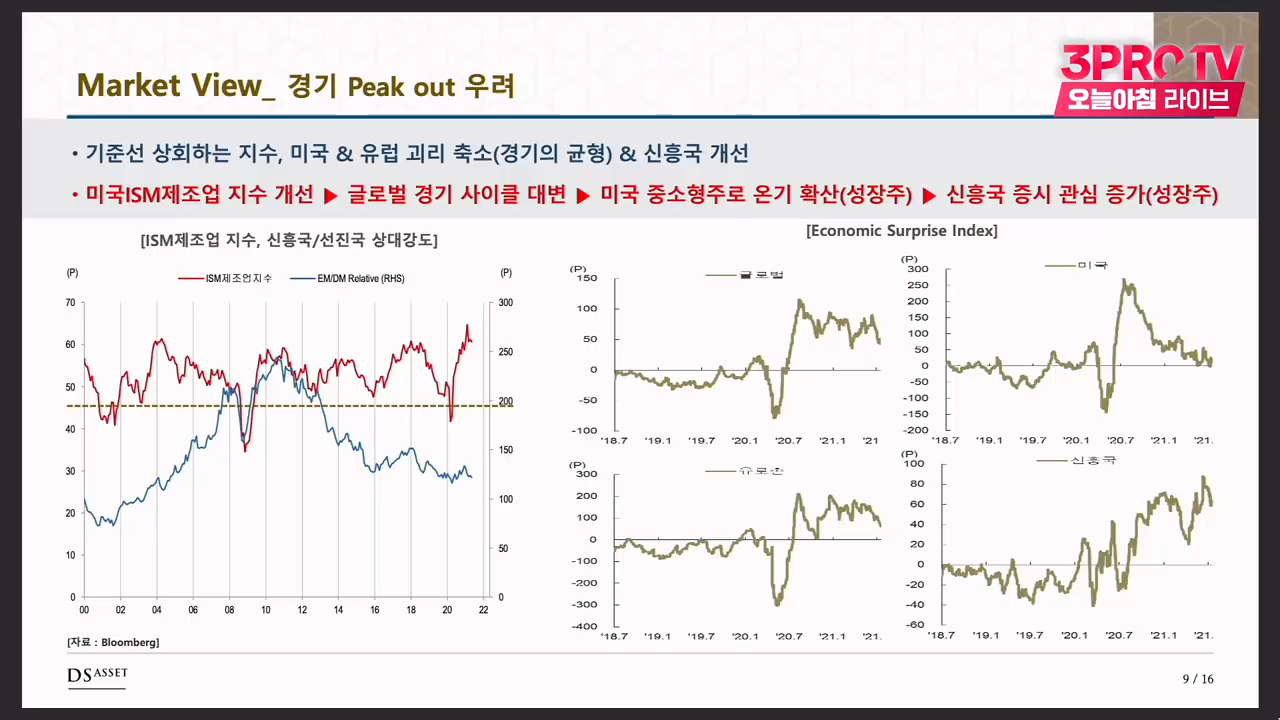 3PROTV
오늘아침 라이브
Market View_ 경기 Peak out 우려
• 기준선 상회하는 지수, 미국 & 유럽 괴리 축소(경기의 균형) & 신흥국 개선
• 미국ISM제조업 지수 개선 ▶ 글로벌 경기 사이클 대변 ▶ 미국 중소형주로 온기 확산(성장주) ▶ 신흥국 증시 관심 증가(성장주)
[ISM제조업 지수, 신흥국/선진국 상대강도]
(P) ISM제조업지수 EM/DM Relative (RHS) (P)
70 300
60 250
50 200
40 150
30 100
20 50
10 0
0
00 02 04 06 08 10 12 14 16 18 20 22
[Economic Surprise Index]
(P) 글로벌
150
100
50
0
-50
-100
'18.7 '19.1 '19.7 '20.1 '20.7 '21.1 '21.
(P) 미국
300
250
200
150
100
50
0
-50
-100
-150
-200
'18.7 '19.1 '19.7 '20.1 '20.7 '21.1 '21.
(P) 유로존
300
200
100
0
-100
-200
-300
-400
'18.7 '19.1 '19.7 '20.1 '20.7 '21.1 '21.
(P) 신흥국
100
80
60
40
20
0
-20
-40
-60
'18.7 '19.1 '19.7 '20.1 '20.7 '21.1 '21.
[자료 : Bloomberg]
DS ASSET
9 / 16